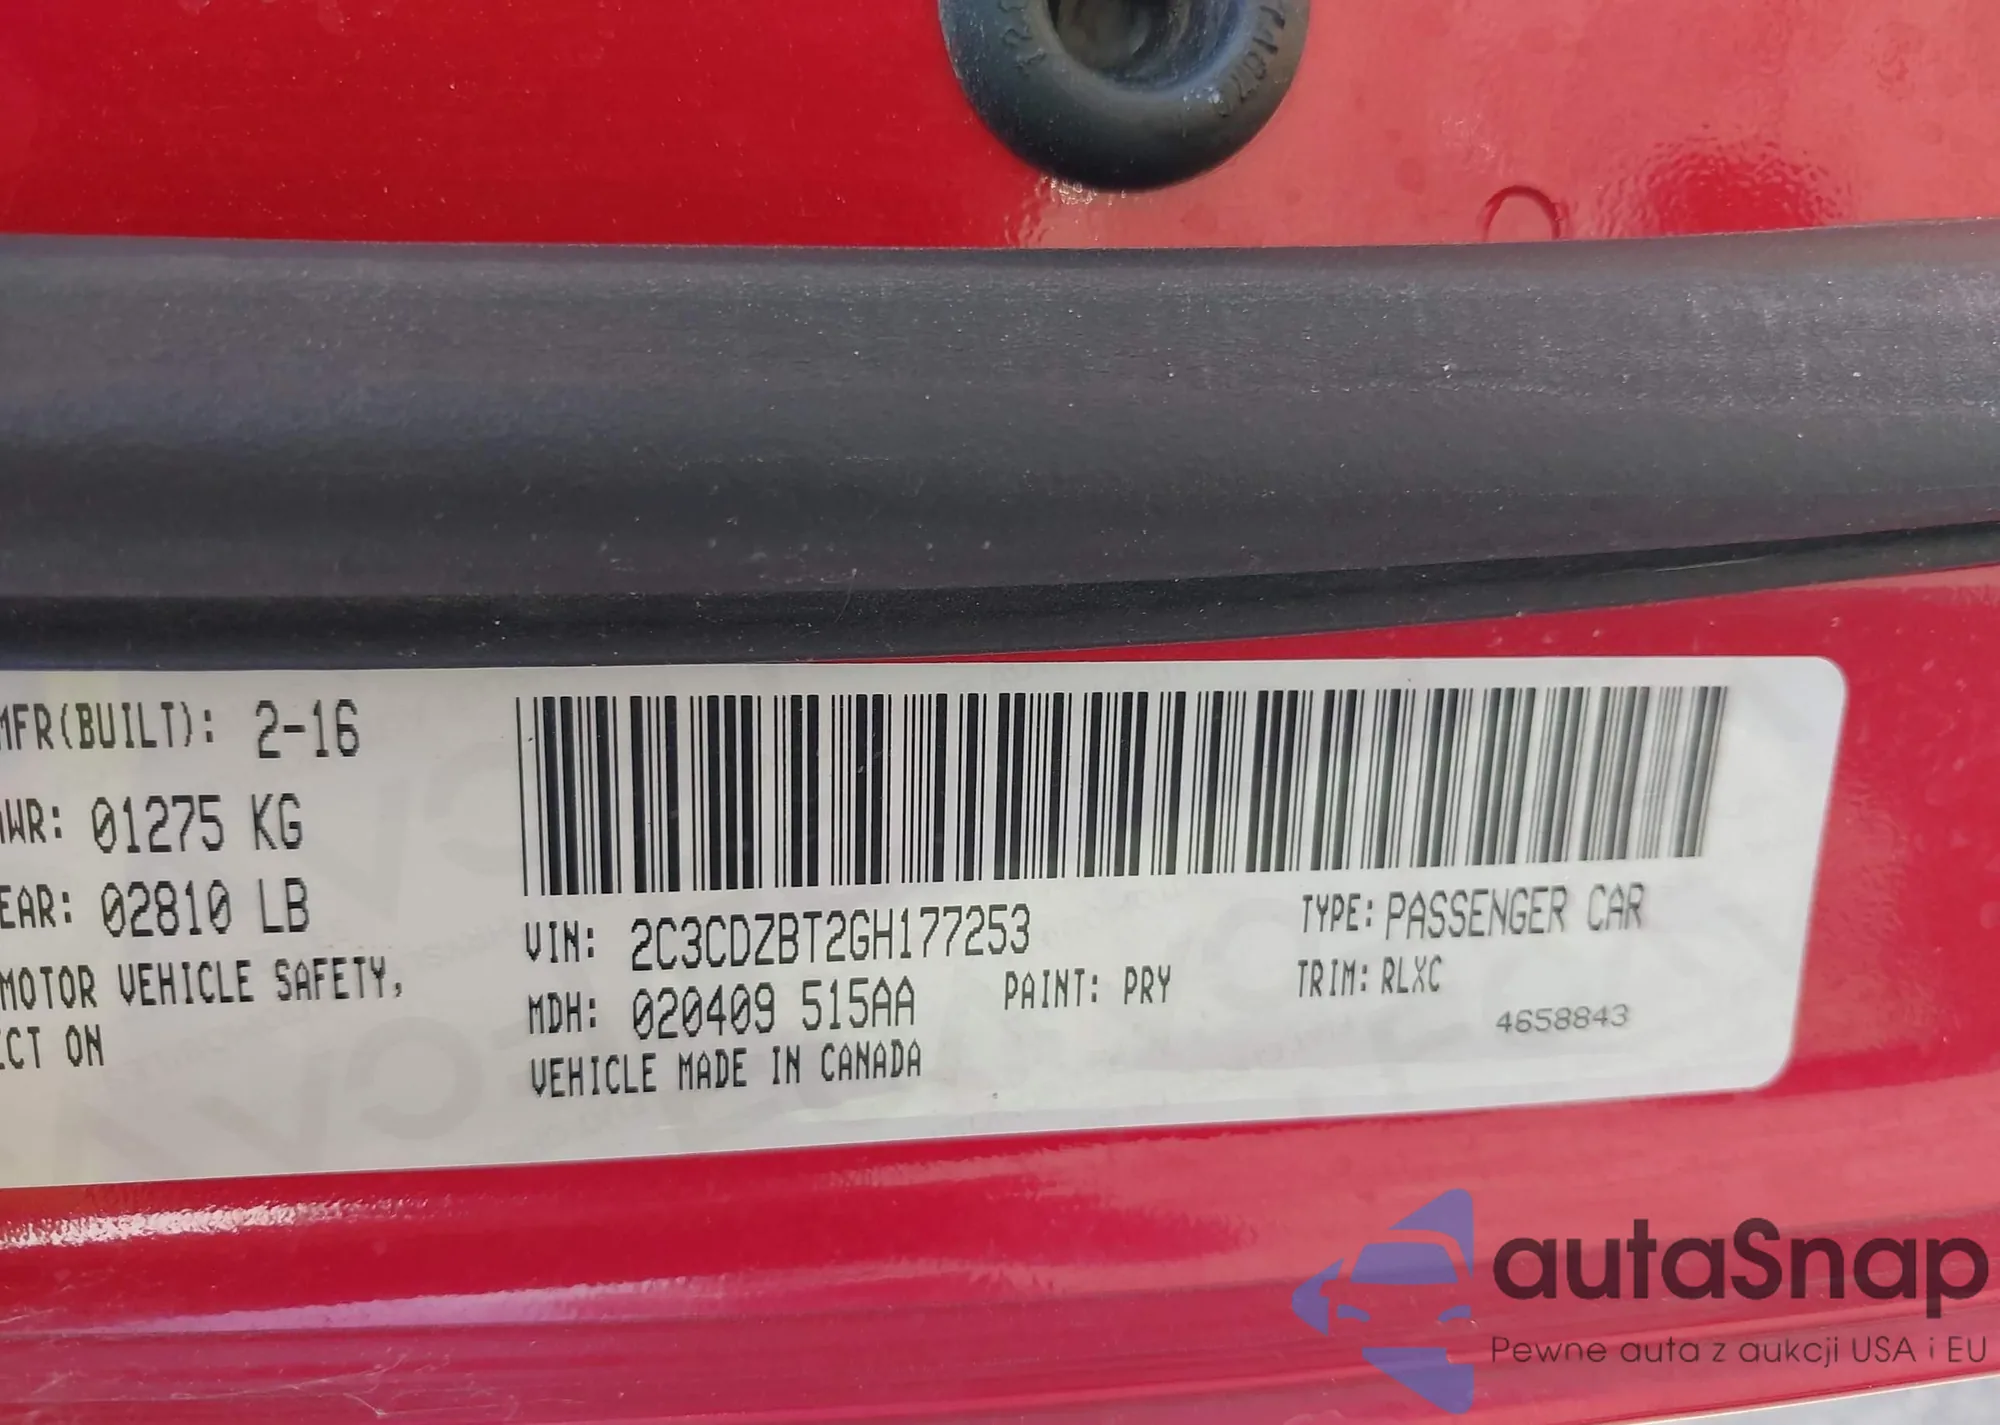 MFR(BUILT): 2-16
WR: 01275 KG
EAR: 02810 LB
MOTOR VEHICLE SAFETY,
ECT ON
VIN: 2C3CDZBT2GH177253
TYPE: PASSENGER CAR
MDH: 020409 515AA
PAINT: PRY
TRIM: RLXC
VEHICLE MADE IN CANADA
4658843
autaSnap
Pewne auta z aukcji USA i EU